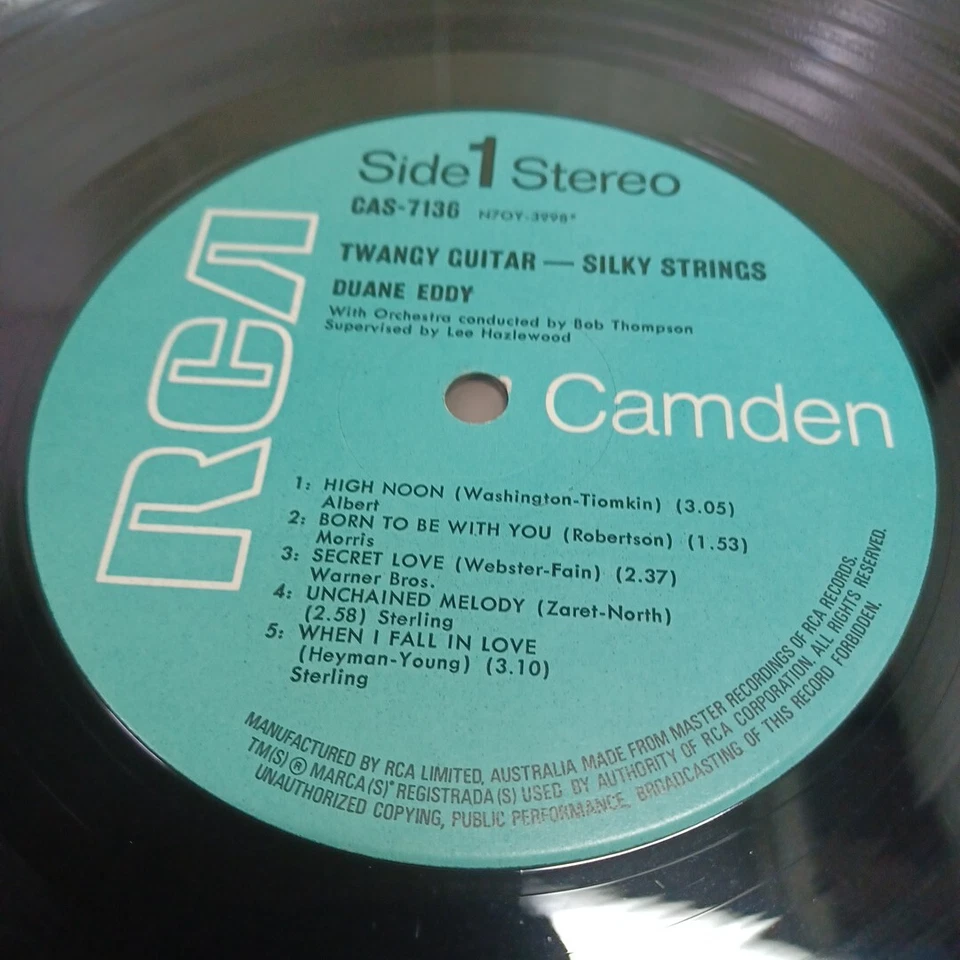 Side 1 Stereo
CAS-7136 N7OY-3998*
TWANGY GUITAR — SILKY STRINGS
DUANE EDDY
With Orchestra conducted by Bob Thompson
Supervised by Lee Hazlewood
RCA
Camden
1: HIGH NOON (Washington-Tiomkin) (3.05)
Albert
2: BORN TO BE WITH YOU (Robertson) (1.53)
Morris
3: SECRET LOVE (Webster-Fain) (2.37)
Warner Bros.
4: UNCHAINED MELODY (Zaret-North)
(2.58) Sterling
5: WHEN I FALL IN LOVE
(Heyman-Young) (3.10)
Sterling
MANUFACTURED BY RCA LIMITED, AUSTRALIA MADE FROM MASTER RECORDINGS OF RCA RECORDS.
TM(S) ® MARCA(S)* REGISTRADA(S) USED BY AUTHORITY OF RCA CORPORATION. ALL RIGHTS RESERVED.
UNAUTHORIZED COPYING, PUBLIC PERFORMANCE, BROADCASTING OF THIS RECORD FORBIDDEN.